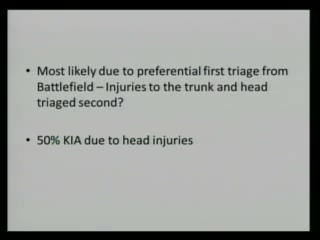 • Most likely due to preferential first triage from
Battlefield – Injuries to the trunk and head
triaged second?
• 50% KIA due to head injuries